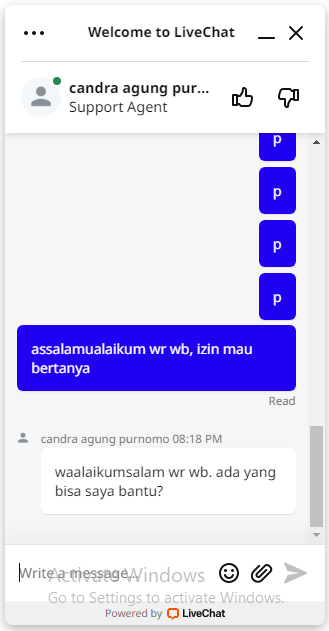 Welcome to LiveChat
candra agung pur...
Support Agent
p
p
p
p
assalamualaikum wr wb, izin mau
bertanya
Read
candra agung purnomo 08:18 PM
waalaikumsalam wr wb. ada yang
bisa saya bantu?
Write a message...
Activate Windows
Go to Settings to activate Windows.
Powered by LiveChat